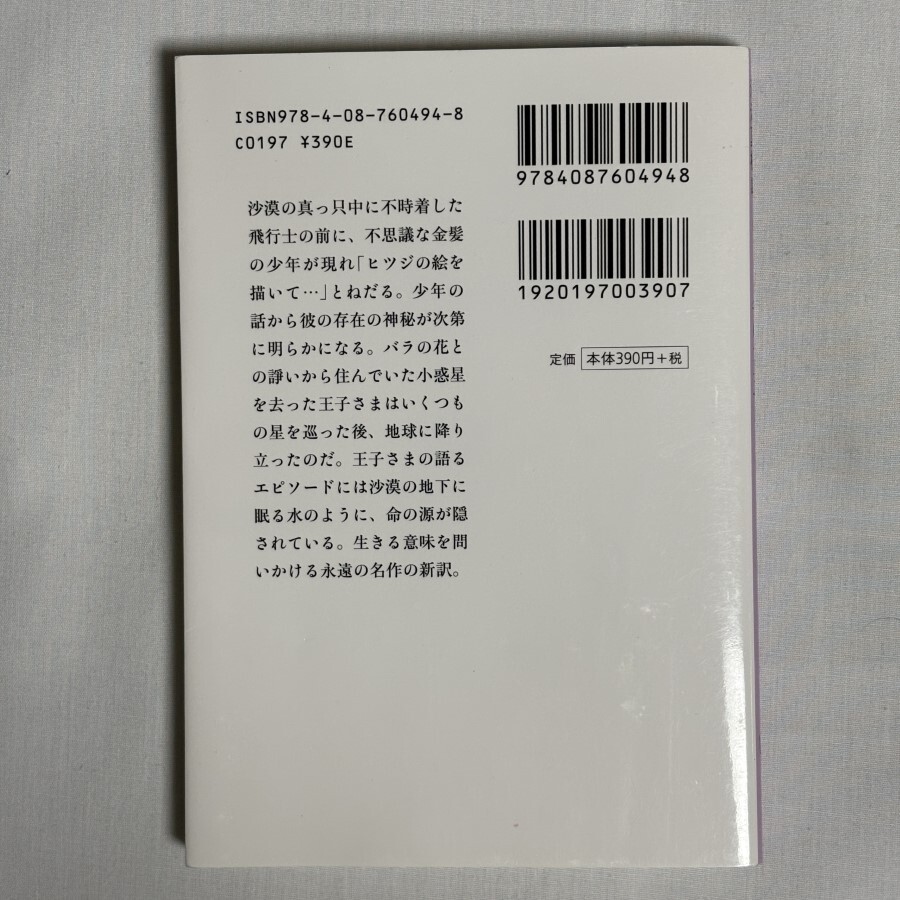 ISBN978-4-08-760494-8
C0197 ¥390E
9784087604948
1920197003907
定価 本体390円+税
沙漠の真っ只中に不時着した
飛行士の前に、不思議な金髪
の少年が現れ「ヒツジの絵を
描いて…」とねだる。少年の
話から彼の存在の神秘が次第
に明らかになる。バラの花と
の諍いから住んでいた小惑星
を去った王子さまはいくつも
の星を巡った後、地球に降り
立ったのだ。王子さまの語る
エピソードには沙漠の地下に
眠る水のように、命の源が隠
されている。生きる意味を問
いかける永遠の名作の新訳。